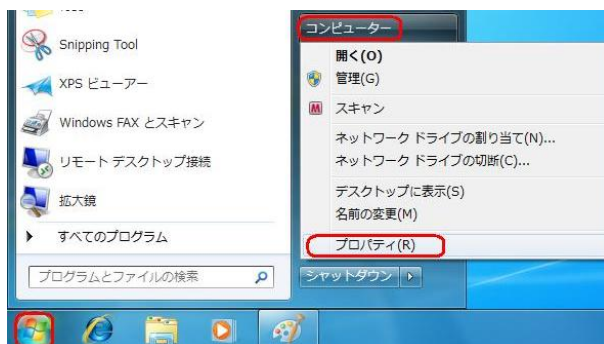 Snipping Tool
XPS ビューアー
Windows FAX とスキャン
リモート デスクトップ接続
拡大鏡
すべてのプログラム
プログラムとファイルの検索
コンピューター
開く(O)
管理(G)
スキャン
ネットワーク ドライブの割り当て(N)...
ネットワーク ドライブの切断(C)...
デスクトップに表示(S)
名前の変更(M)
プロパティ(R)
シャットダウン